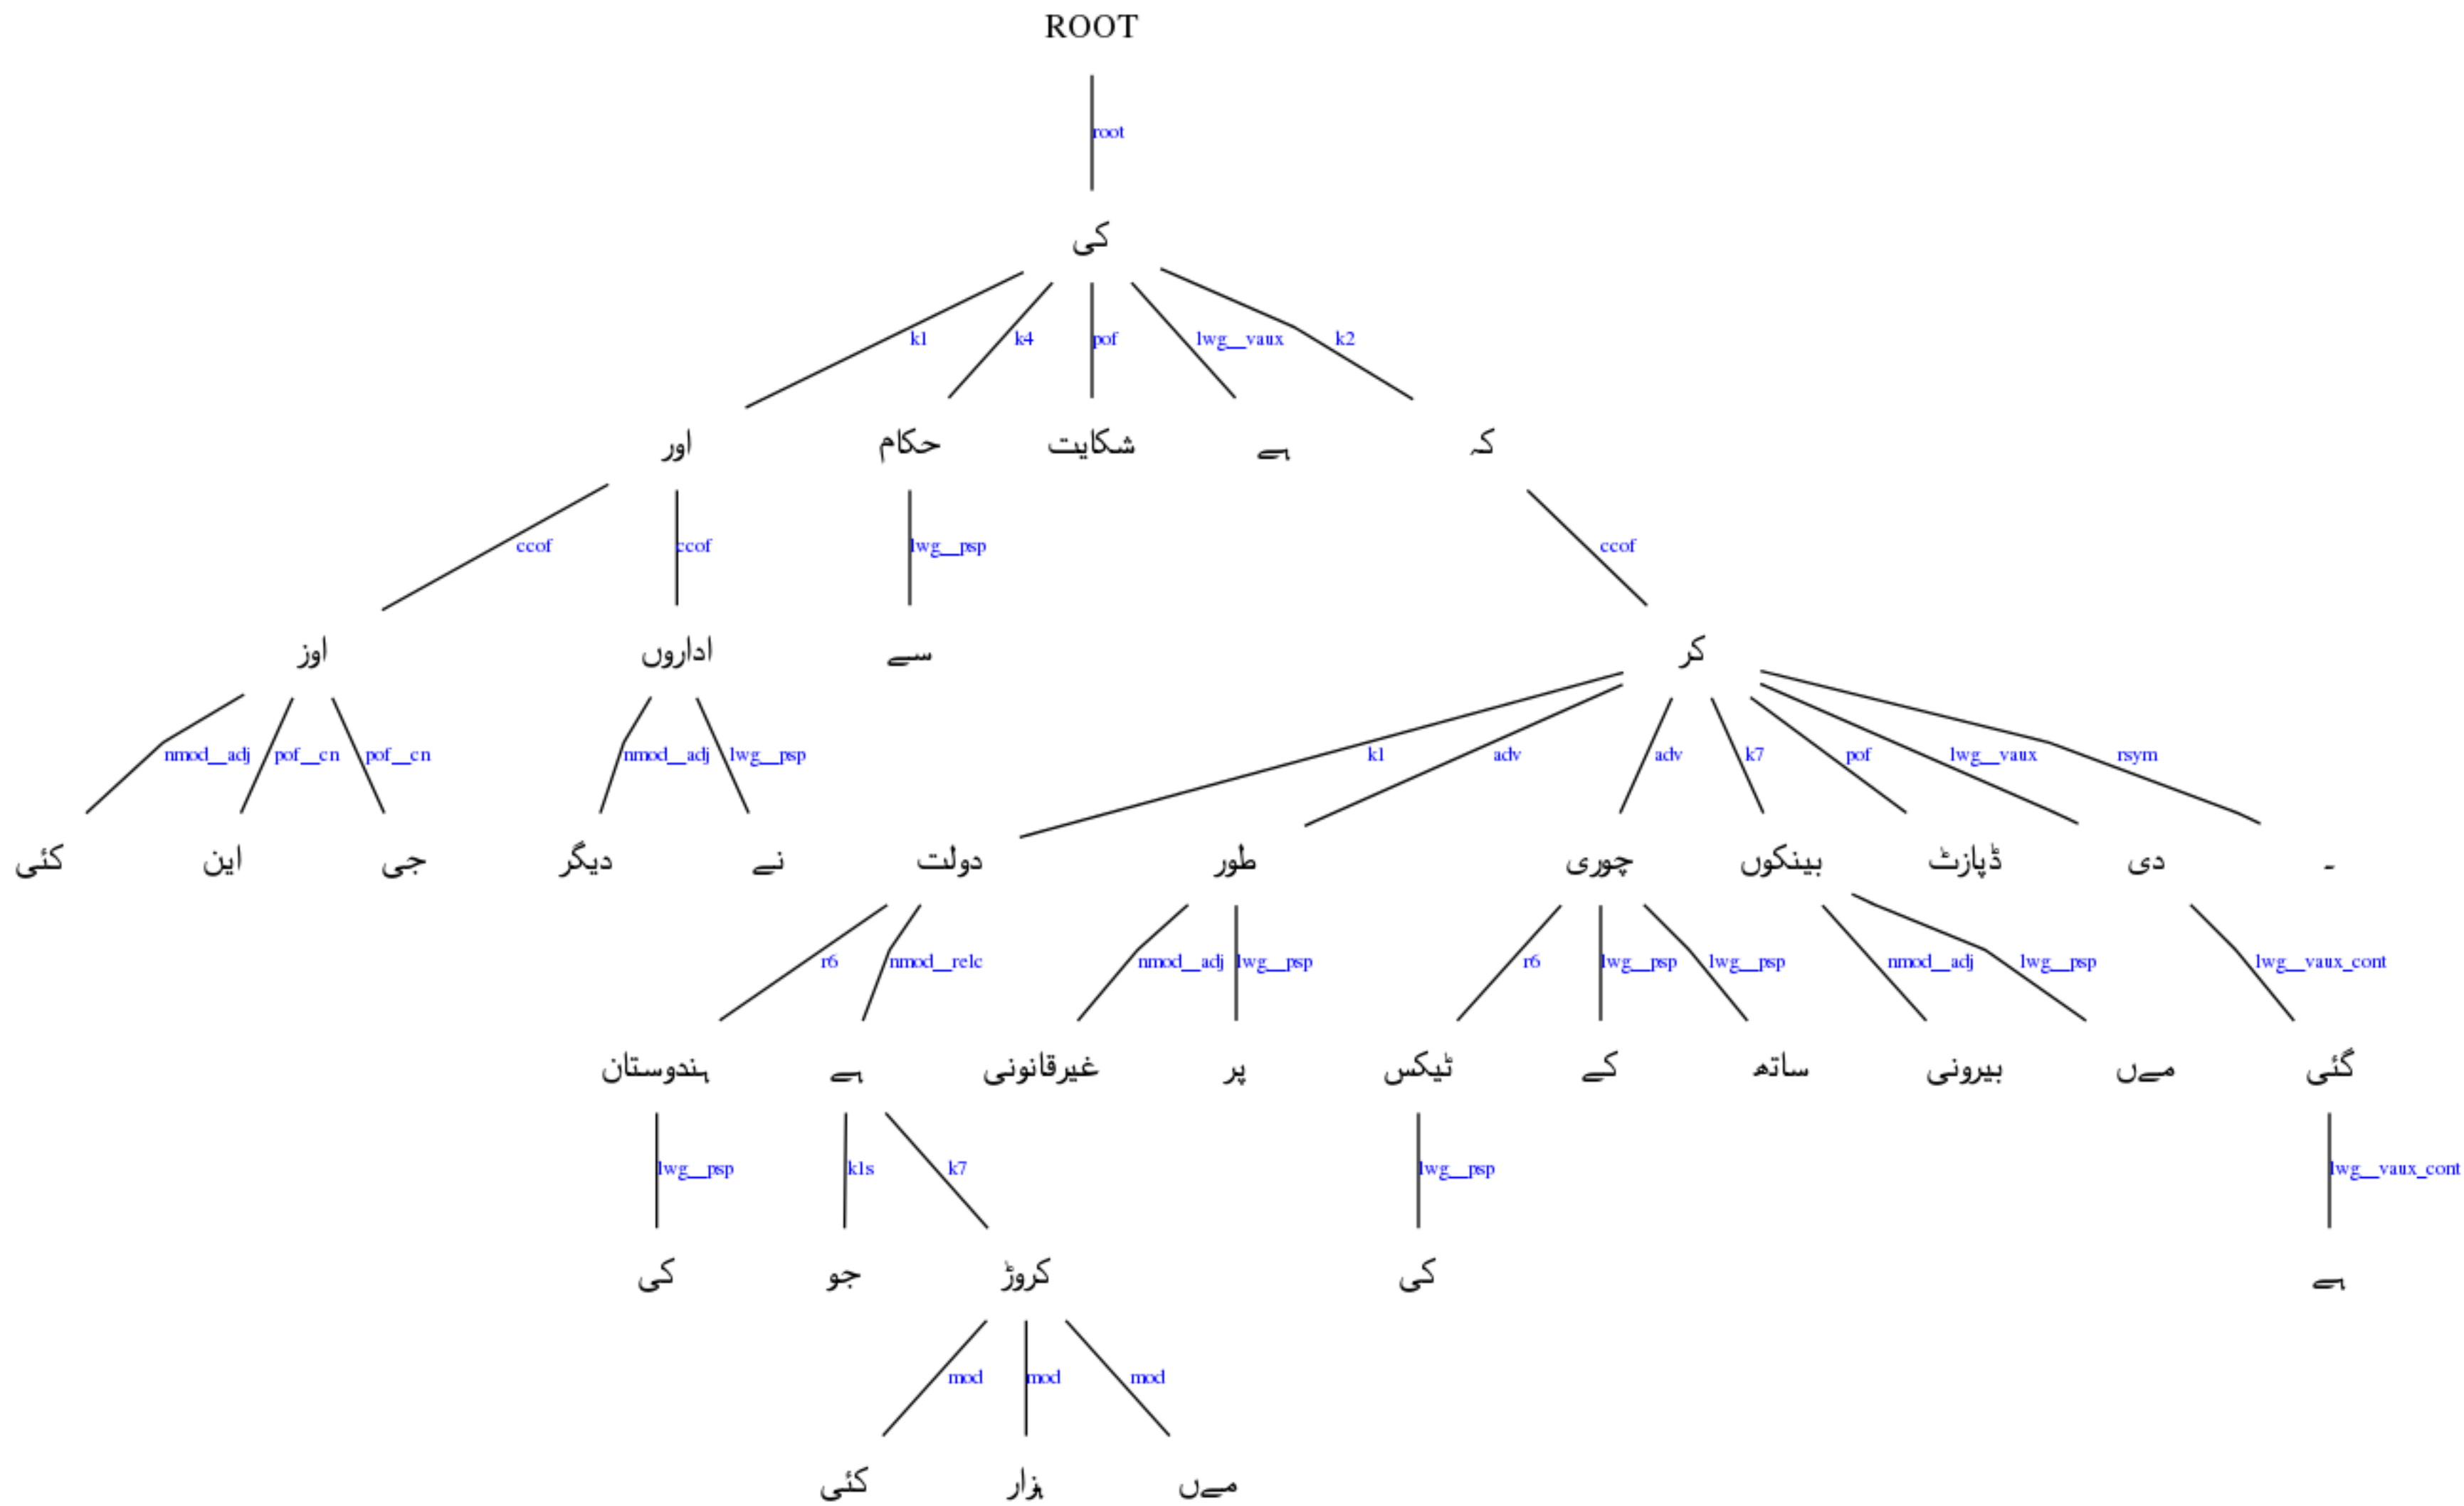 ROOT
root
کی
k1 k4 pof lwg__vaux k2
اور حکام شکایت ہے کہ
ccof ccof lwg__psp ccof
اوز اداروں سے کر
nmod__adj pof__cn pof__cn nmod__adj lwg__psp k1 adv adv k7 pof lwg__vaux rsym
کئی این جی دیگر نے دولت طور چوری بینکوں ڈپازٹ دی ۔
r6 nmod__relc nmod__adj lwg__psp r6 lwg__psp lwg__psp nmod__adj lwg__psp lwg__vaux_cont
ہندوستان ہے غیرقانونی پر ٹیکس کے ساتھ بیرونی مےں گئی
lwg__psp k1s k7 lwg__psp lwg__vaux_cont
کی جو کروڑ کی ہے
mod mod mod
کئی ہزار مےں